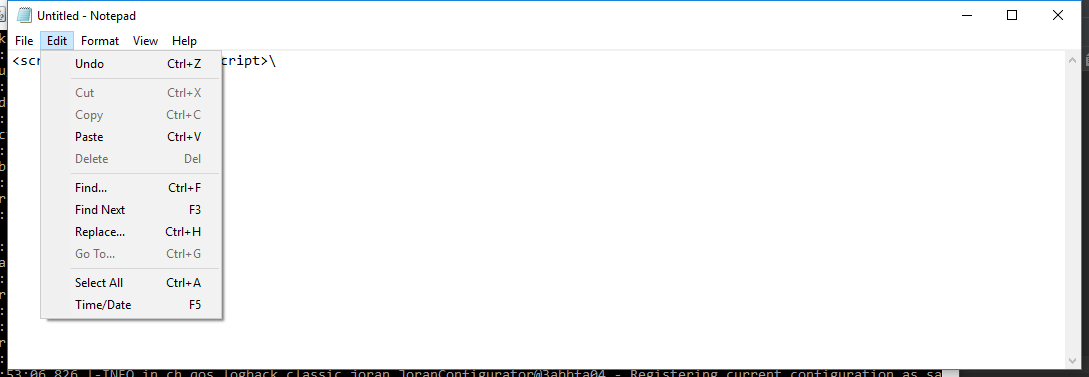 Untitled - Notepad
File Edit Format View Help
<scr cript>\
Undo Ctrl+Z
Cut Ctrl+X
Copy Ctrl+C
Paste Ctrl+V
Delete Del
Find... Ctrl+F
Find Next F3
Replace... Ctrl+H
Go To... Ctrl+G
Select All Ctrl+A
Time/Date F5
:53:06,826 |-INFO in ch.qos.logback.classic.joran.JoranConfigurator@3abbfa04 - Registering current configuration as sa